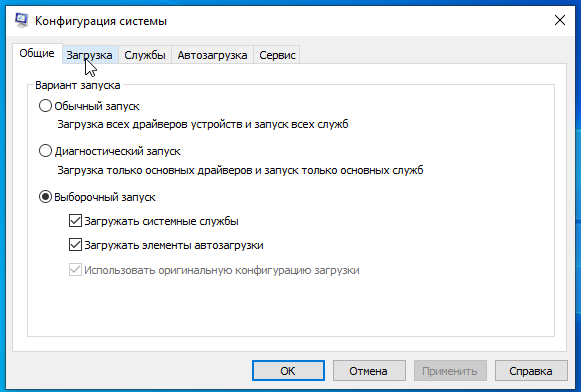 Конфигурация системы
Общие Загрузка Службы Автозагрузка Сервис
Вариант запуска
Обычный запуск
Загрузка всех драйверов устройств и запуск всех служб
Диагностический запуск
Загрузка только основных драйверов и запуск только основных служб
Выборочный запуск
Загружать системные службы
Загружать элементы автозагрузки
Использовать оригинальную конфигурацию загрузки
ОК Отмена Применить Справка